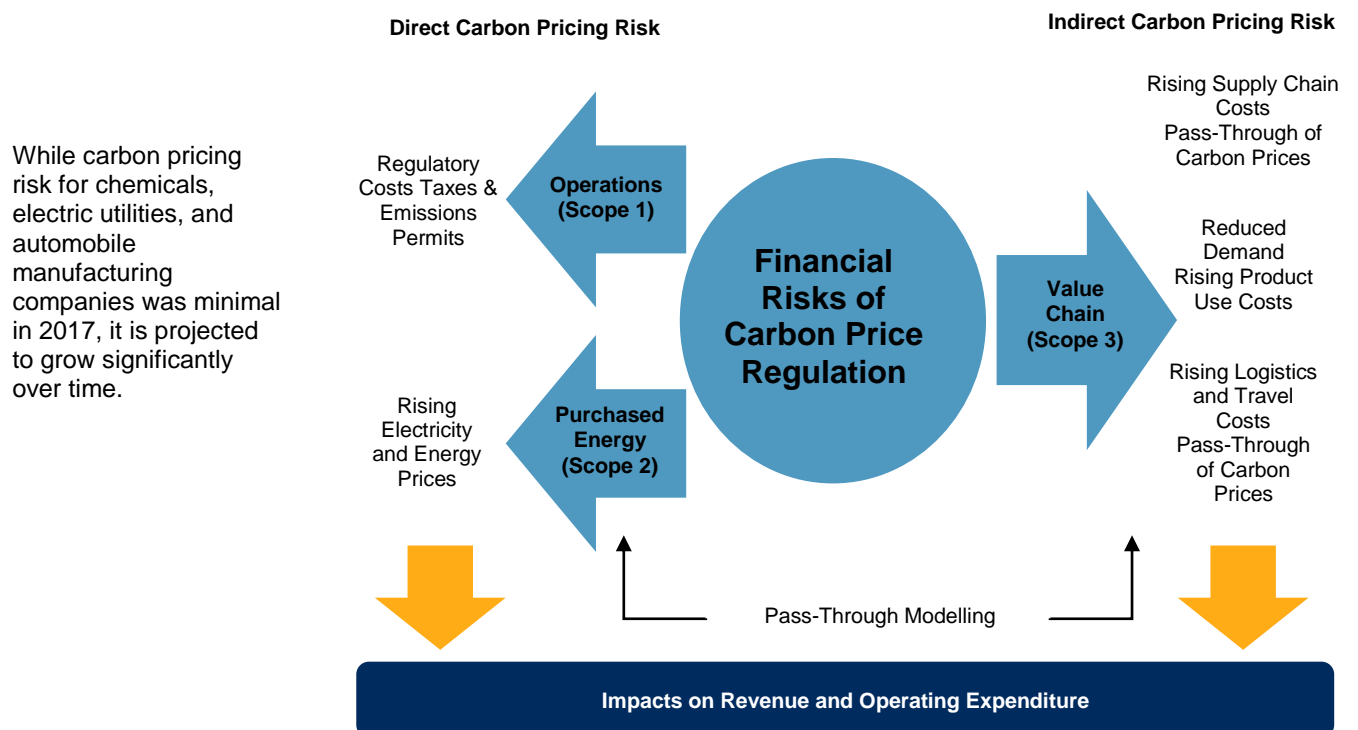 Direct Carbon Pricing Risk
Indirect Carbon Pricing Risk
While carbon pricing
risk for chemicals,
electric utilities, and
automobile
manufacturing
companies was minimal
in 2017, it is projected
to grow significantly
over time.
Regulatory
Costs Taxes &
Emissions
Permits
Operations
(Scope 1)
Rising
Electricity
and Energy
Prices
Purchased
Energy
(Scope 2)
Financial
Risks of
Carbon Price
Regulation
Value
Chain
(Scope 3)
Rising Supply Chain
Costs
Pass-Through of
Carbon Prices
Reduced
Demand
Rising Product
Use Costs
Rising Logistics
and Travel
Costs
Pass-Through
of Carbon
Prices
Pass-Through Modelling
Impacts on Revenue and Operating Expenditure